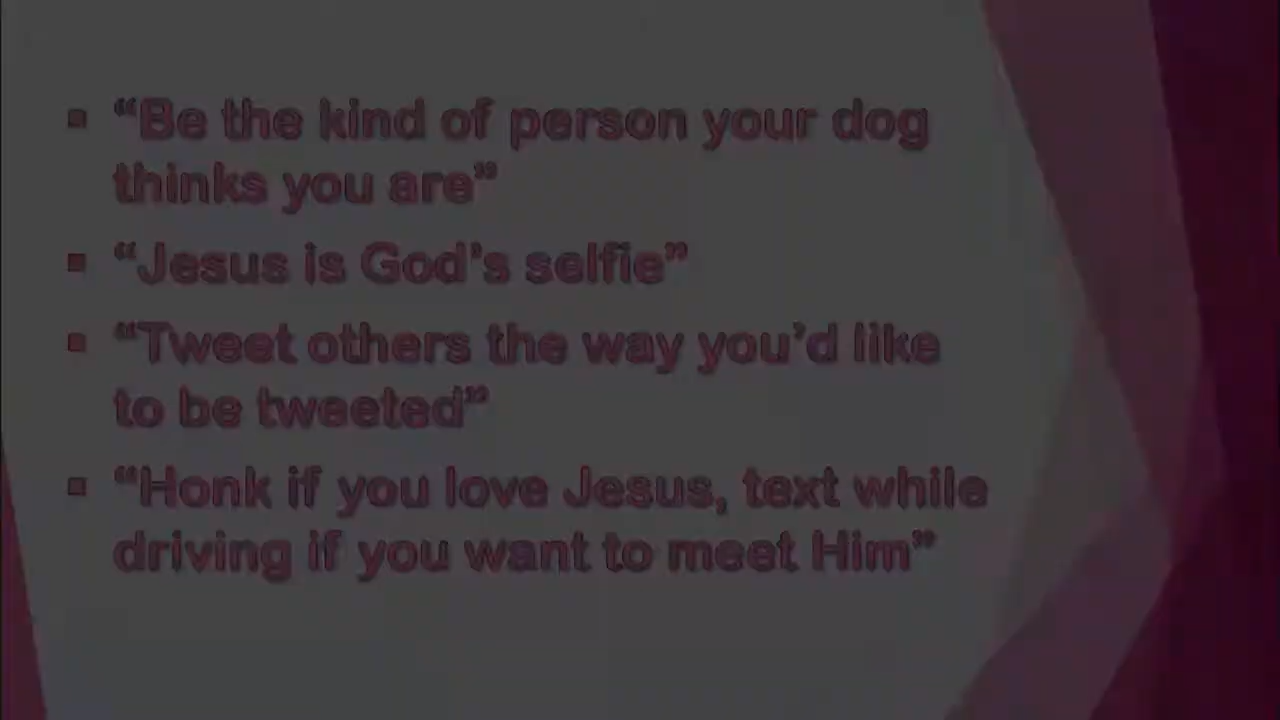 ▪ “Be the kind of person your dog
thinks you are”
▪ “Jesus is God’s selfie”
▪ “Tweet others the way you’d like
to be tweeted”
▪ “Honk if you love Jesus, text while
driving if you want to meet Him”